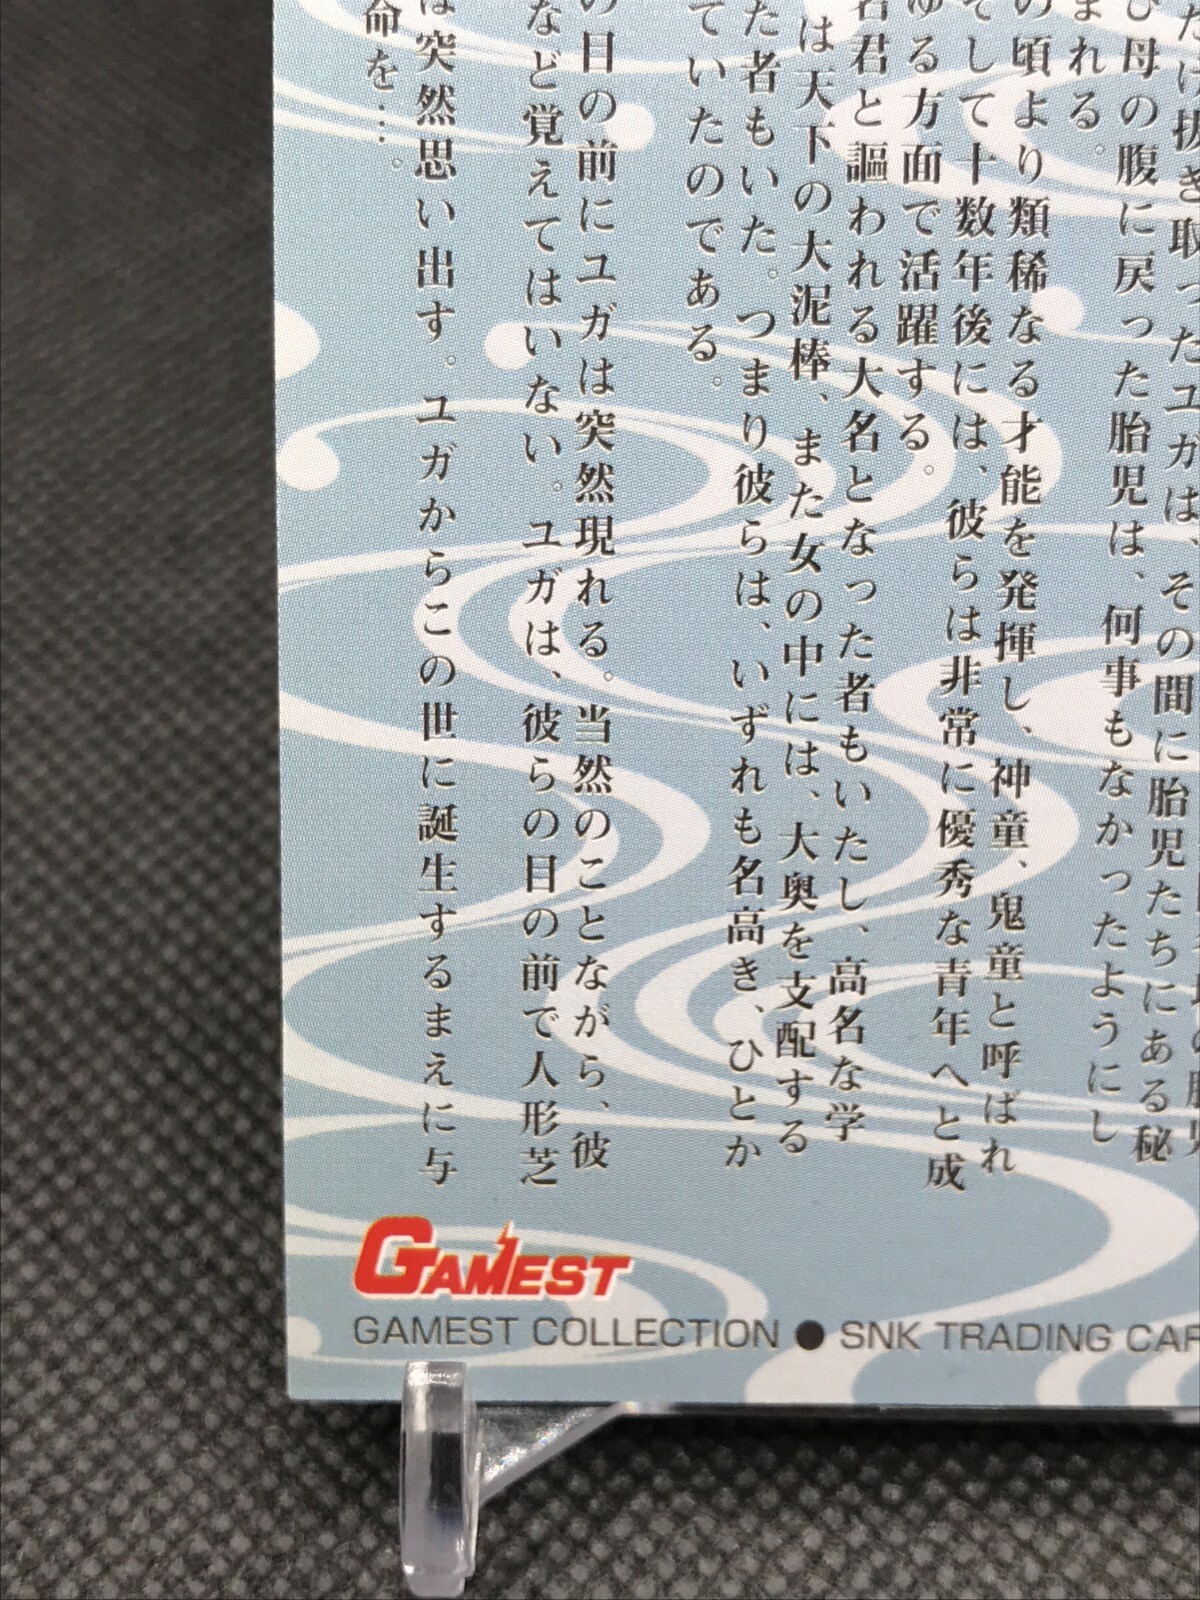 だけ抜き取ったユガは、その間に胎児たちにある秘
び母の腹に戻った胎児は、何事もなかったようにし
まれる。
の頃より類稀なる才能を発揮し、神童、鬼童と呼ばれ
そして十数年後には、彼らは非常に優秀な青年へと成
ゆる方面で活躍する。
名君と謳われる大名となった者もいたし、高名な学
は天下の大泥棒、また女の中には、大奥を支配する
た者もいた。つまり彼らは、いずれも名高き、ひとか
ていたのである。
の目の前にユガは突然現れる。当然のことながら、彼
など覚えてはいない。ユガは、彼らの目の前で人形芝
は突然思い出す。ユガからこの世に誕生するまえに与
命を…。
GAMEST
GAMEST COLLECTION ● SNK TRADING CAR